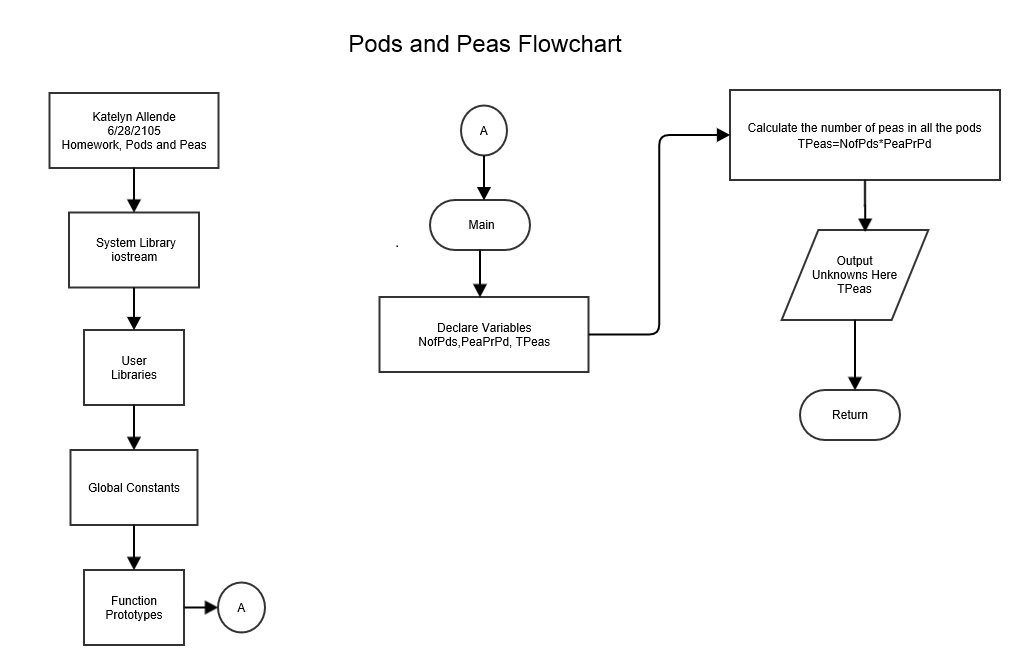 Pods and Peas Flowchart
Katelyn Allende
6/28/2105
Homework, Pods and Peas
System Library
iostream
User
Libraries
Global Constants
Function
Prototypes
A
A
Main
Declare Variables
NofPds,PeaPrPd, TPeas
Calculate the number of peas in all the pods
TPeas=NofPds*PeaPrPd
Output
Unknowns Here
TPeas
Return